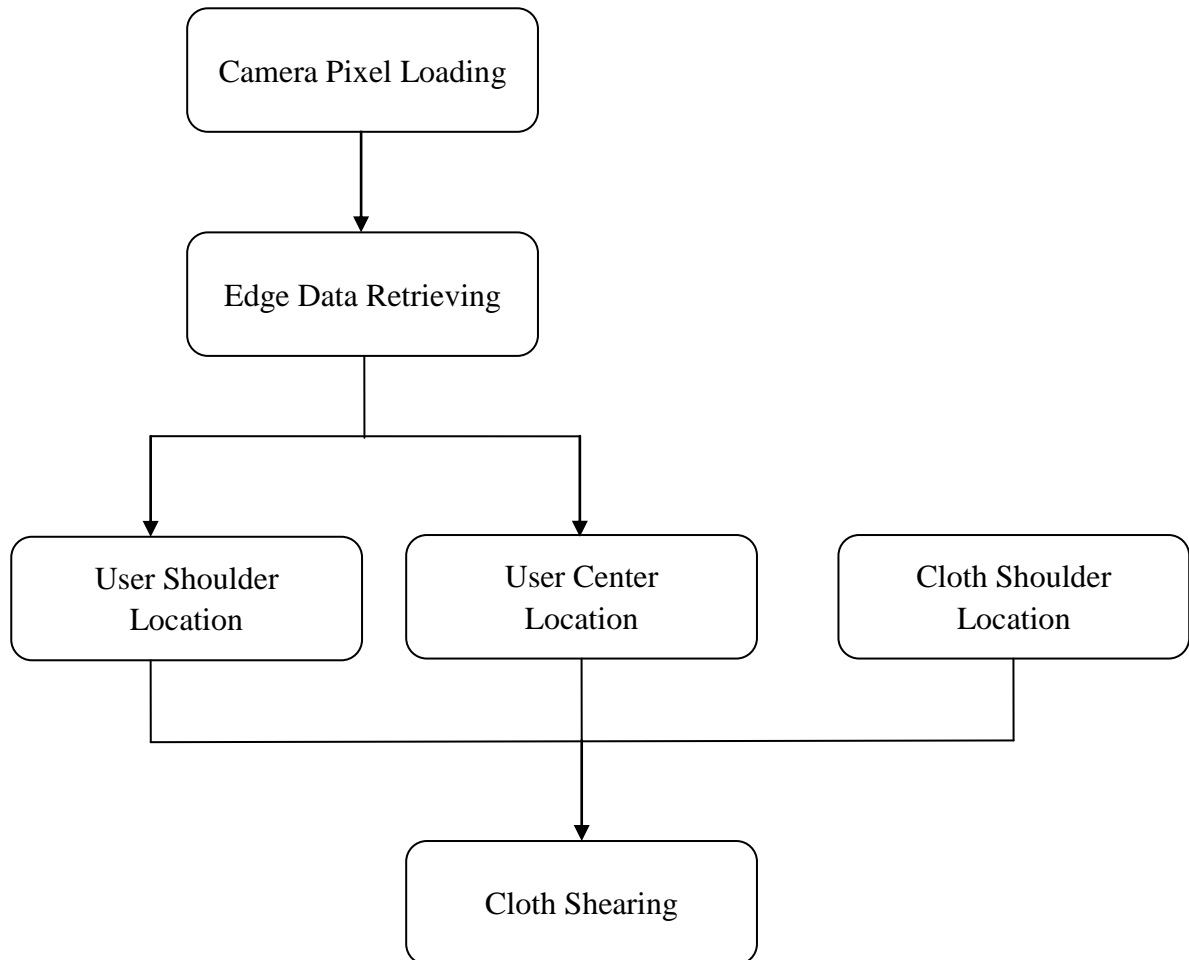 Camera Pixel Loading
Edge Data Retrieving
User Shoulder
Location
User Center
Location
Cloth Shoulder
Location
Cloth Shearing